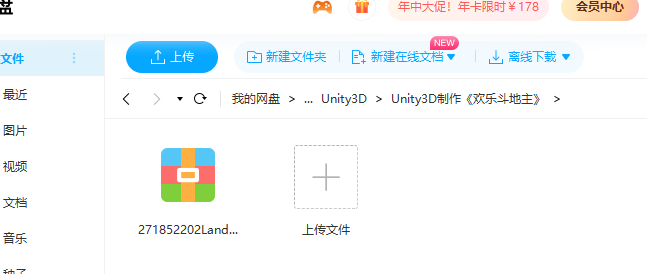 盘
年中大促！年卡限时￥178
会员中心
文件
上传
新建文件夹
新建在线文档
NEW
离线下载
最近
我的网盘 > ... Unity3D > Unity3D制作《欢乐斗地主》 >
图片
视频
文档
音乐
种子
271852202Land...
上传文件